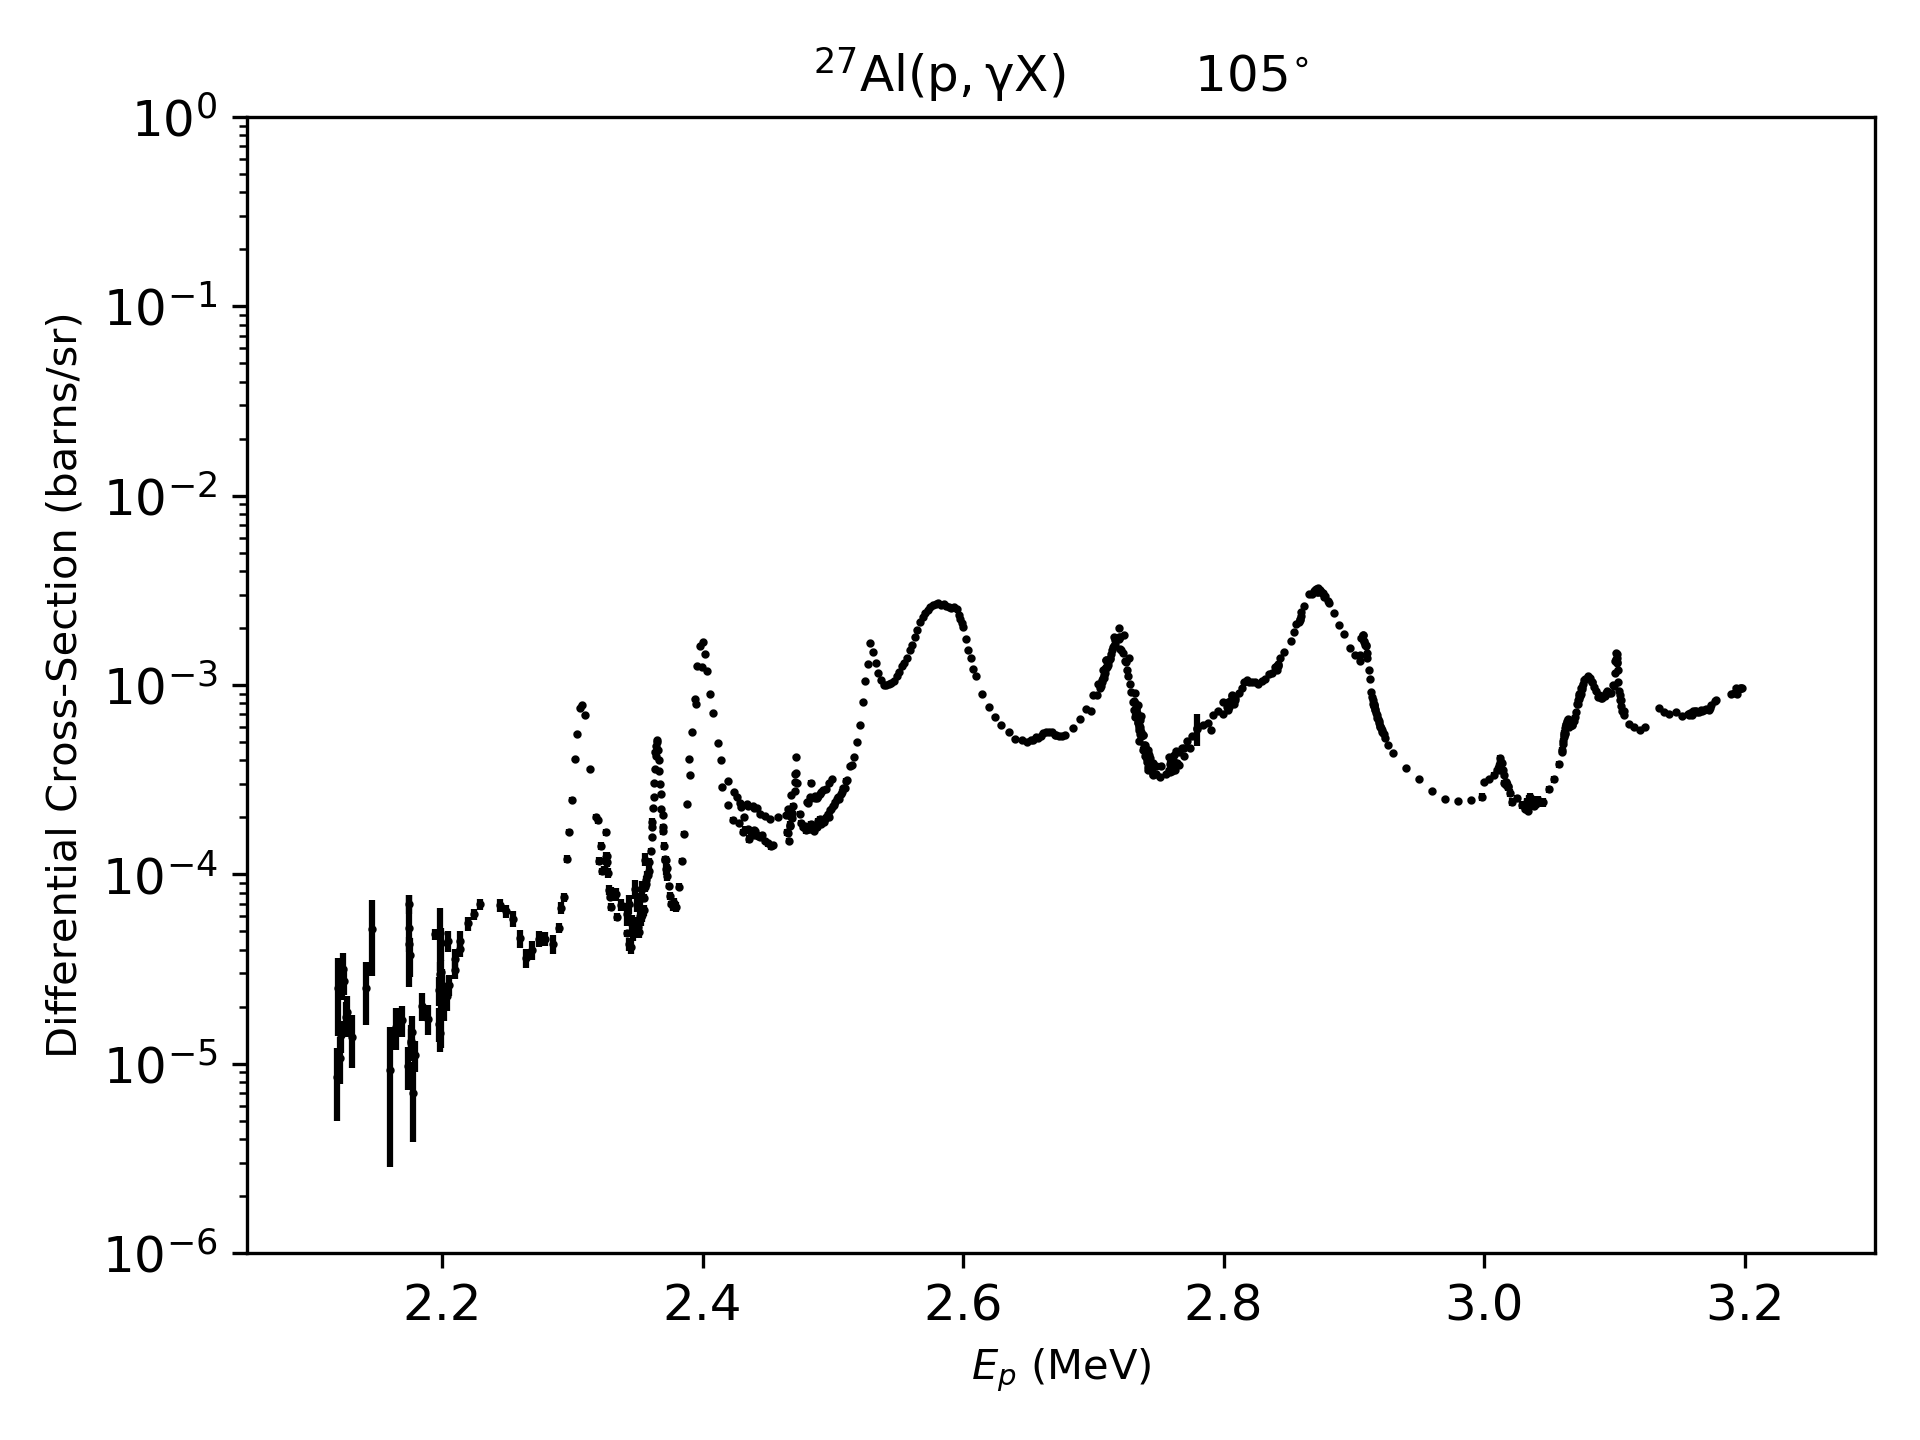 ²⁷Al(p, γX) 105°
Differential Cross-Section (barns/sr)
10⁰
10⁻¹
10⁻²
10⁻³
10⁻⁴
10⁻⁵
10⁻⁶
2.2 2.4 2.6 2.8 3.0 3.2
Eₚ (MeV)